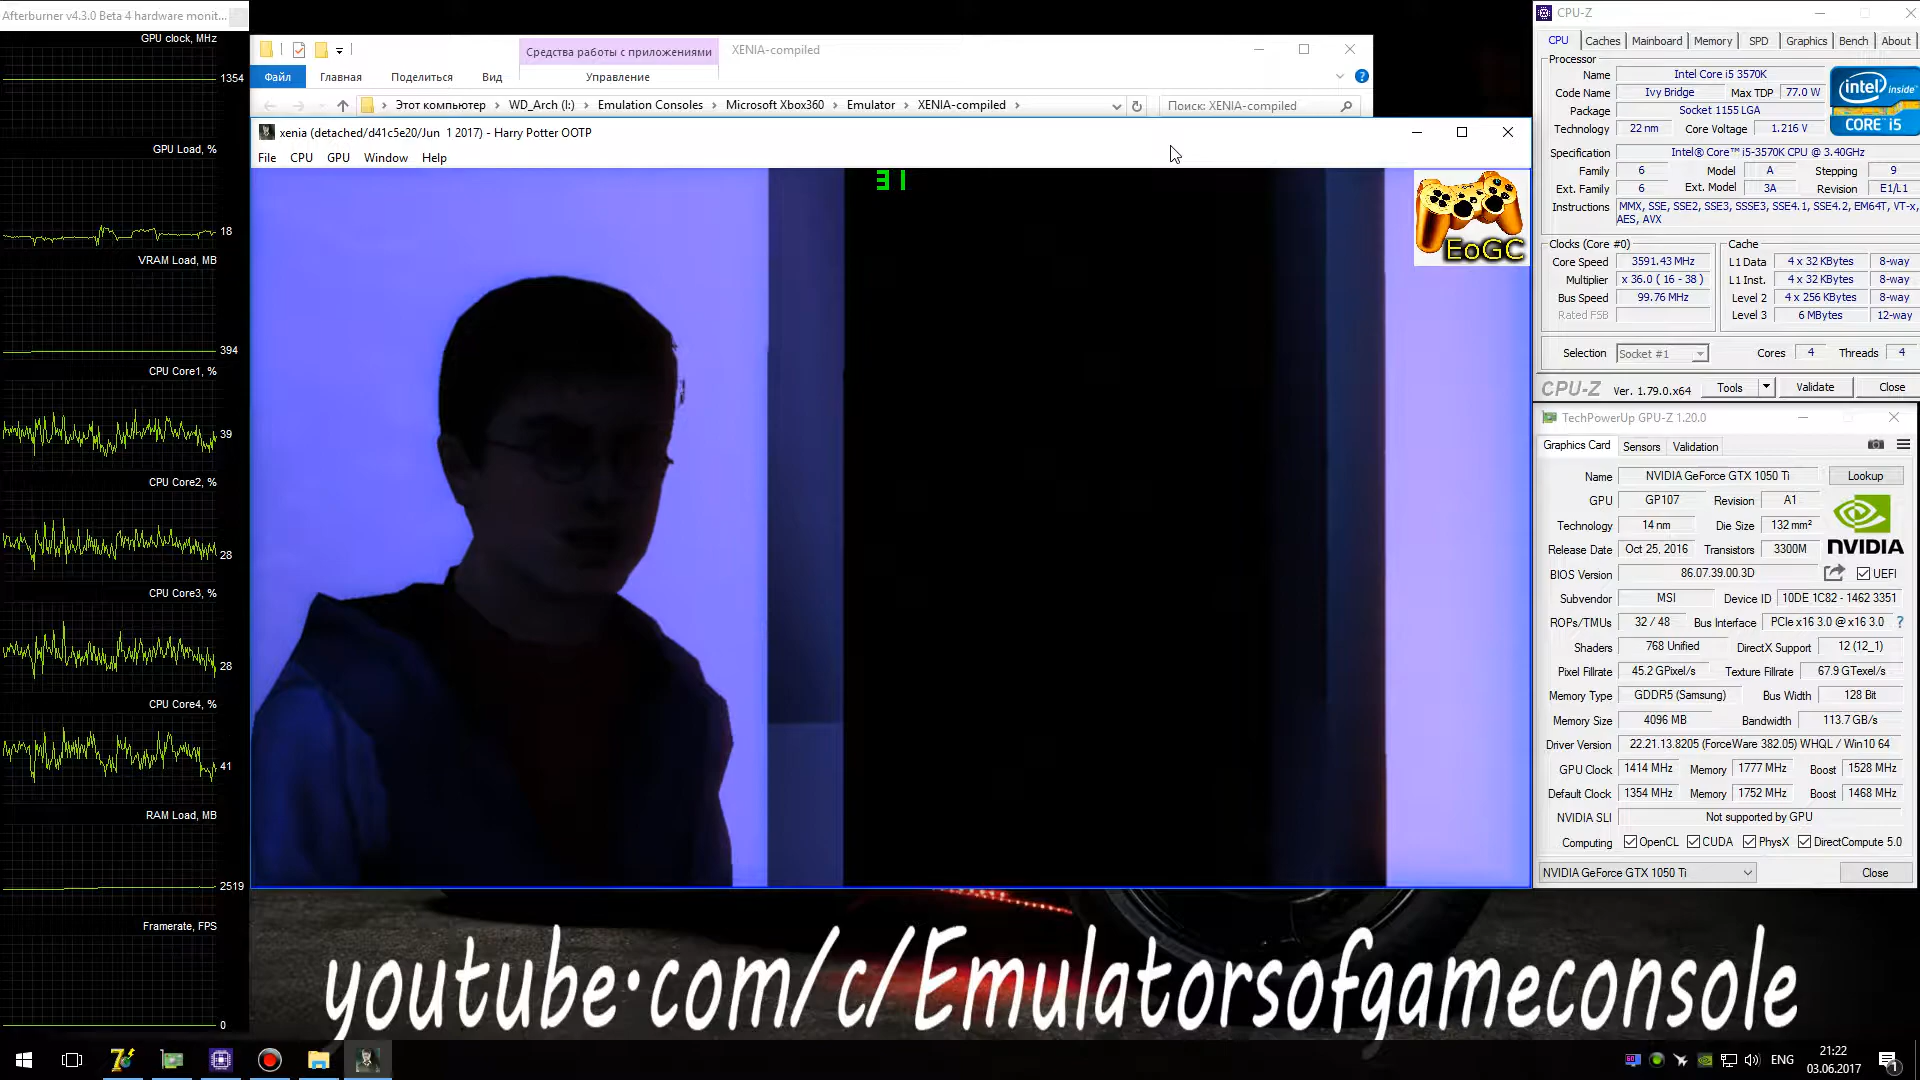 Afterburner v4.3.0 Beta 4 hardware monit...
GPU clock, MHz
1354
GPU Load, %
18
VRAM Load, MB
394
CPU Core1, %
39
CPU Core2, %
28
CPU Core3, %
28
CPU Core4, %
41
RAM Load, MB
2519
Framerate, FPS
0
Средства работы с приложениями
XENIA-compiled
Файл
Главная
Поделиться
Вид
Управление
Этот компьютер
WD_Arch (I:)
Emulation Consoles
Microsoft Xbox360
Emulator
XENIA-compiled
Поиск: XENIA-compiled
xenia (detached/d41c5e20/Jun 1 2017) - Harry Potter OOTP
File CPU GPU Window Help
31
EoGC
CPU-Z
CPU Caches Mainboard Memory SPD Graphics Bench About
Processor
Name Intel Core i5 3570K
Code Name Ivy Bridge Max TDP 77.0 W
Package Socket 1155 LGA
Technology 22 nm Core Voltage 1.216 V
intel inside
CORE i5
Specification Intel® Core™ i5-3570K CPU @ 3.40GHz
Family 6 Model A Stepping 9
Ext. Family 6 Ext. Model 3A Revision E1/L1
Instructions MMX, SSE, SSE2, SSE3, SSSE3, SSE4.1, SSE4.2, EM64T, VT-x,
AES, AVX
Clocks (Core #0)
Core Speed 3591.43 MHz
Multiplier x 36.0 ( 16 - 38 )
Bus Speed 99.76 MHz
Rated FSB
Cache
L1 Data 4 x 32 KBytes 8-way
L1 Inst. 4 x 32 KBytes 8-way
Level 2 4 x 256 KBytes 8-way
Level 3 6 MBytes 12-way
Selection Socket #1 Cores 4 Threads 4
CPU-Z Ver. 1.79.0.x64 Tools Validate Close
TechPowerUp GPU-Z 1.20.0
Graphics Card Sensors Validation
Name NVIDIA GeForce GTX 1050 Ti Lookup
GPU GP107 Revision A1
Technology 14 nm Die Size 132 mm²
Release Date Oct 25, 2016 Transistors 3300M
NVIDIA
BIOS Version 86.07.39.00.3D UEFI
Subvendor MSI Device ID 10DE 1C82 - 1462 3351
ROPs/TMUs 32 / 48 Bus Interface PCIe x16 3.0 @ x16 3.0 ?
Shaders 768 Unified DirectX Support 12 (12_1)
Pixel Fillrate 45.2 GPixel/s Texture Fillrate 67.9 GTexel/s
Memory Type GDDR5 (Samsung) Bus Width 128 Bit
Memory Size 4096 MB Bandwidth 113.7 GB/s
Driver Version 22.21.13.8205 (ForceWare 382.05) WHQL / Win10 64
GPU Clock 1414 MHz Memory 1777 MHz Boost 1528 MHz
Default Clock 1354 MHz Memory 1752 MHz Boost 1468 MHz
NVIDIA SLI Not supported by GPU
Computing OpenCL CUDA PhysX DirectCompute 5.0
NVIDIA GeForce GTX 1050 Ti Close
youtube.com/c/Emulatorsofgameconsole
ENG
21:22
03.06.2017
1